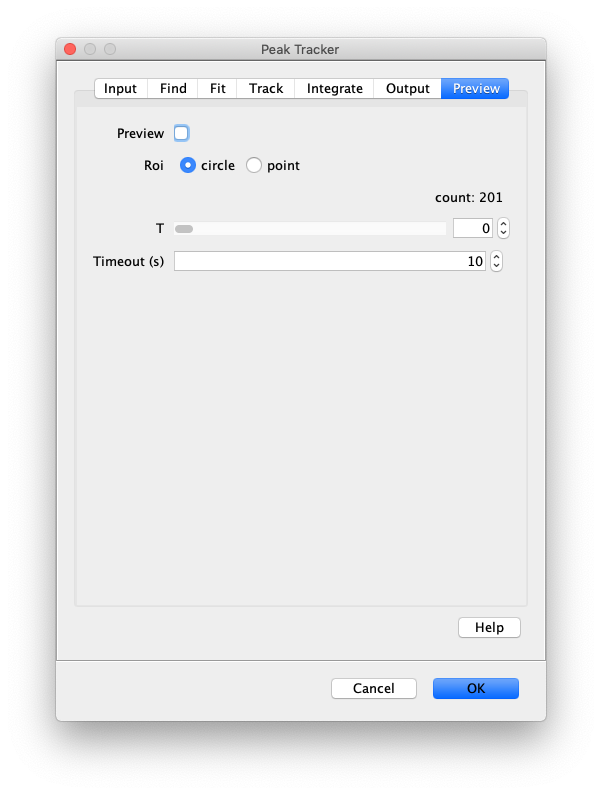 Peak Tracker
Input Find Fit Track Integrate Output Preview
Preview
Roi circle point
count: 201
T 0
Timeout (s) 10
Help
Cancel OK